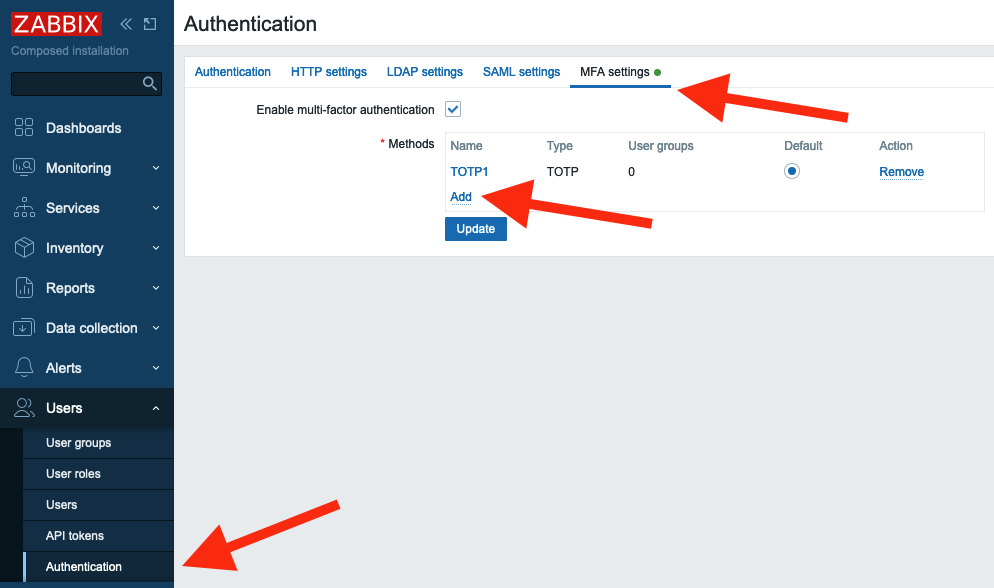 ZABBIX
Composed installation
Dashboards
Monitoring
Services
Inventory
Reports
Data collection
Alerts
Users
User groups
User roles
Users
API tokens
Authentication
Authentication
Authentication HTTP settings LDAP settings SAML settings MFA settings
Enable multi-factor authentication
* Methods
Name Type User groups Default Action
TOTP1 TOTP 0 Remove
Add
Update